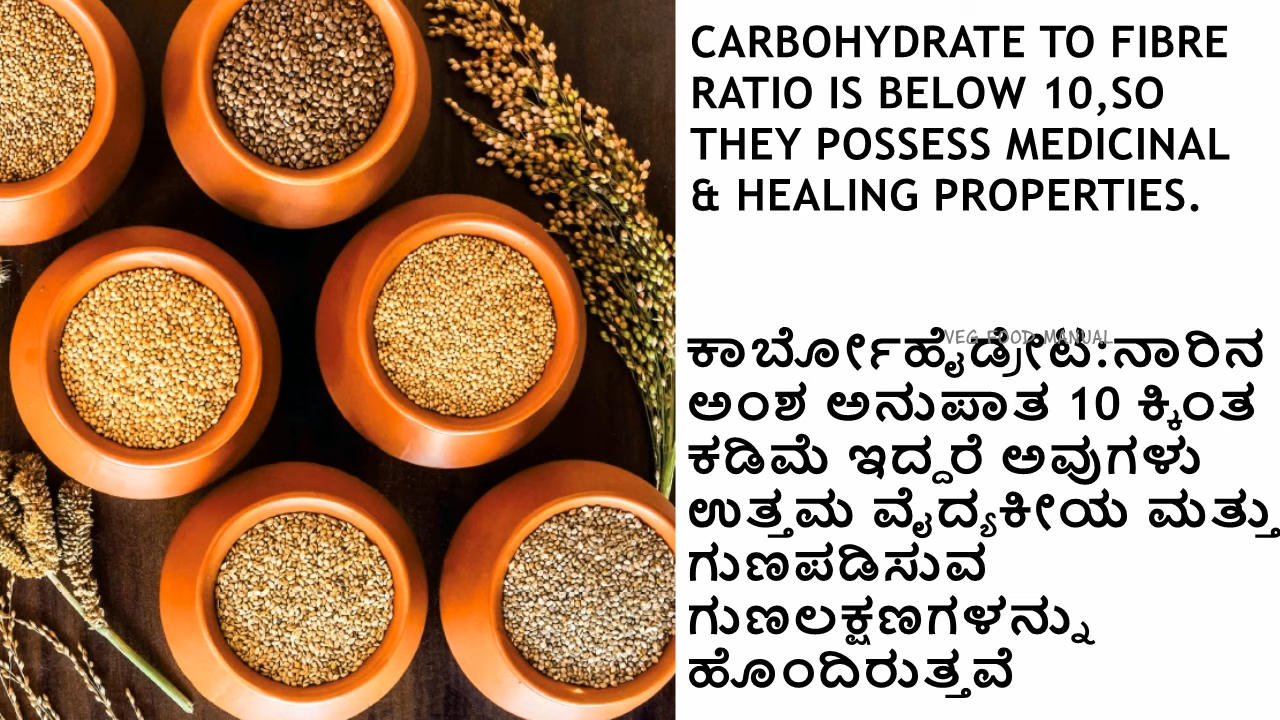 CARBOHYDRATE TO FIBRE
RATIO IS BELOW 10,SO
THEY POSSESS MEDICINAL
& HEALING PROPERTIES.
VEG FOOD MANUAL
ಕಾರ್ಬೋಹೈಡ್ರೇಟ:ನಾರಿನ
ಅಂಶ ಅನುಪಾತ 10 ಕ್ಕಿಂತ
ಕಡಿಮೆ ಇದ್ದರೆ ಅವುಗಳು
ಉತ್ತಮ ವೈದ್ಯಕೀಯ ಮತ್ತು
ಗುಣಪಡಿಸುವ
ಗುಣಲಕ್ಷಣಗಳನ್ನು
ಹೊಂದಿರುತ್ತವೆ